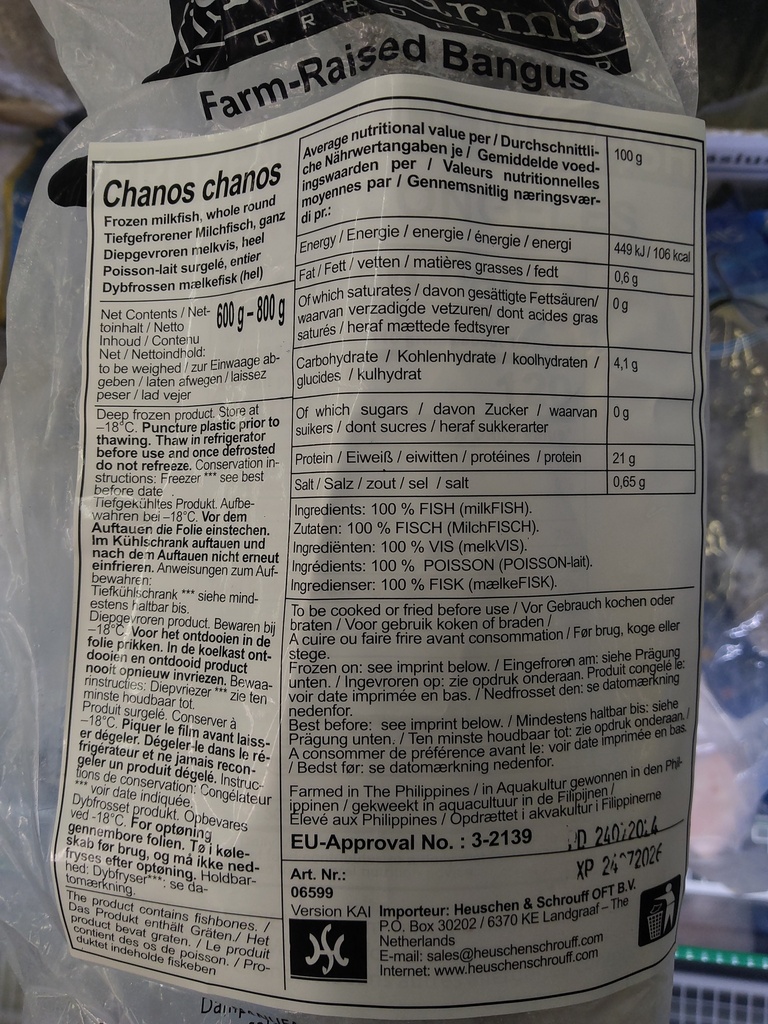 Farm-Raised Bangus
Chanos chanos
Frozen milkfish, whole round
Tiefgefrorener Milchfisch, ganz
Diepgevroren melkvis, heel
Poisson-lait surgelé, entier
Dybfrossen mælkefisk (hel)
Net Contents / Net-
toinhalt / Netto
Inhoud / Contenu
Net / Nettoindhold:
600 g – 800 g
to be weighed / zur Einwaage ab-
geben / laten afwegen / laissez
peser / lad vejer
Deep frozen product. Store at
–18°C. Puncture plastic prior to
thawing. Thaw in refrigerator
before use and once defrosted
do not refreeze. Conservation in-
structions: Freezer *** see best
before date
Tiefgekühltes Produkt. Aufbe-
wahren bei –18°C. Vor dem
Auftauen die Folie einstechen.
Im Kühlschrank auftauen und
nach dem Auftauen nicht erneut
einfrieren. Anweisungen zum Auf-
bewahren:
Tiefkühlschrank *** siehe mind-
estens haltbar bis.
Diepgevroren product. Bewaren bij
–18°C. Voor het ontdooien in de
folie prikken. In de koelkast ont-
dooien en ontdooid product
nooit opnieuw invriezen. Bewaa-
rinstructies: Diepvriezer *** zie ten
minste houdbaar tot.
Produit surgelé. Conserver à
–18°C. Piquer le film avant laiss-
er dégeler. Dégeler-le dans le ré-
frigérateur et ne jamais recon-
geler un produit dégelé. Instruc-
tions de conservation: Congélateur
*** voir date indiquée.
Dybfrosset produkt. Opbevares
ved -18°C. For optøning
gennembore folien. Tø i køle-
skab før brug, og må ikke ned-
fryses efter optøning. Holdbar-
hed: Dybfryser***: se da-
tomærkning.
The product contains fishbones. /
Das Produkt enthält Gräten./ Het
product bevat graten. / Le produit
contient des os de poisson. / Pro-
duktet indeholde fiskeben
Average nutritional value per / Durchschnittli-
che Nährwertangaben je / Gemiddelde voed-
ingswaarden per / Valeurs nutritionnelles
moyennes par / Gennemsnitlig næringsvær-
di pr.:
100 g
Energy / Energie / energie / énergie / energi 449 kJ / 106 kcal
Fat / Fett / vetten / matières grasses / fedt 0,6 g
Of which saturates / davon gesättigte Fettsäuren/
waarvan verzadigde vetzuren/ dont acides gras
saturés / heraf mættede fedtsyrer
0 g
Carbohydrate / Kohlenhydrate / koolhydraten /
glucides / kulhydrat
4,1 g
Of which sugars / davon Zucker / waarvan
suikers / dont sucres / heraf sukkerarter
0 g
Protein / Eiweiß / eiwitten / protéines / protein 21 g
Salt / Salz / zout / sel / salt 0,65 g
Ingredients: 100 % FISH (milkFISH).
Zutaten: 100 % FISCH (MilchFISCH).
Ingrediënten: 100 % VIS (melkVIS).
Ingrédients: 100 % POISSON (POISSON-lait).
Ingredienser: 100 % FISK (mælkeFISK).
To be cooked or fried before use / Vor Gebrauch kochen oder
braten / Voor gebruik koken of braden /
A cuire ou faire frire avant consommation / Før brug, koge eller
stege.
Frozen on: see imprint below. / Eingefroren am: siehe Prägung
unten. / Ingevroren op: zie opdruk onderaan. Produit congelé le:
voir date imprimée en bas. / Nedfrosset den: se datomærkning
nedenfor.
Best before: see imprint below. / Mindestens haltbar bis: siehe
Prägung unten. / Ten minste houdbaar tot: zie opdruk onderaan. /
A consommer de préférence avant le: voir date imprimée en bas.
/ Bedst før: se datomærkning nedenfor.
Farmed in The Philippines / in Aquakultur gewonnen in den Phil-
ippinen / gekweekt in aquacultuur in de Filipijnen /
Élevé aux Philippines / Opdrættet i akvakultur i Filippinerne
EU-Approval No. : 3-2139
XP
Art. Nr.:
06599
Version KAI
Importeur: Heuschen & Schrouff OFT B.V.
P.O. Box 30202 / 6370 KE Landgraaf – The
Netherlands
E-mail: sales@heuschenschrouff.com
Internet: www.heuschenschrouff.com